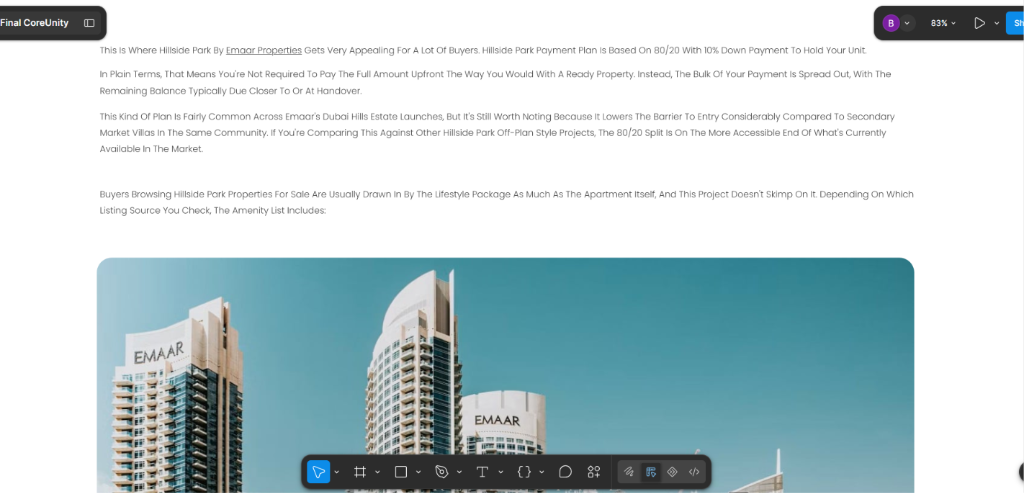 Final CoreUnity
B
83%
Sh
This Is Where Hillside Park By Emaar Properties Gets Very Appealing For A Lot Of Buyers. Hillside Park Payment Plan Is Based On 80/20 With 10% Down Payment To Hold Your Unit.
In Plain Terms, That Means You're Not Required To Pay The Full Amount Upfront The Way You Would With A Ready Property. Instead, The Bulk Of Your Payment Is Spread Out, With The
Remaining Balance Typically Due Closer To Or At Handover.
This Kind Of Plan Is Fairly Common Across Emaar's Dubai Hills Estate Launches, But It's Still Worth Noting Because It Lowers The Barrier To Entry Considerably Compared To Secondary
Market Villas In The Same Community. If You're Comparing This Against Other Hillside Park Off-Plan Style Projects, The 80/20 Split Is On The More Accessible End Of What's Currently
Available In The Market.
Buyers Browsing Hillside Park Properties For Sale Are Usually Drawn In By The Lifestyle Package As Much As The Apartment Itself, And This Project Doesn't Skimp On It. Depending On Which
Listing Source You Check, The Amenity List Includes:
EMAAR
EMAAR